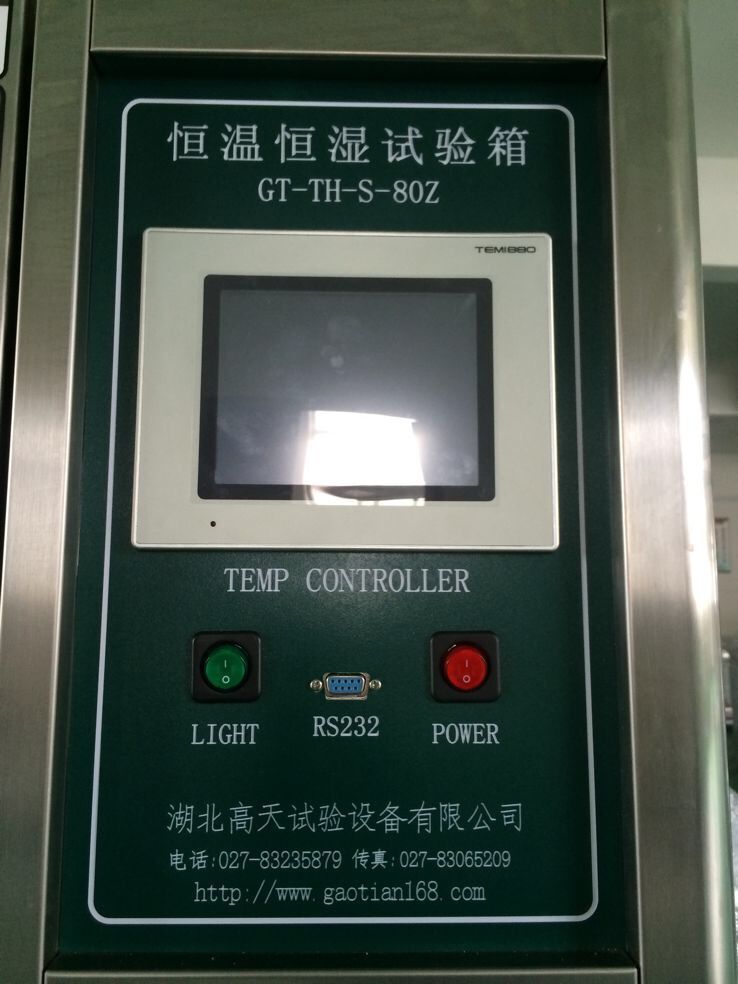 恒温恒湿试验箱
GT-TH-S-80Z
TEMI880
TEMP CONTROLLER
LIGHT
RS232
POWER
湖北高天试验设备有限公司
电话:027-83235879 传真:027-83065209
http://www.gaotian168.com